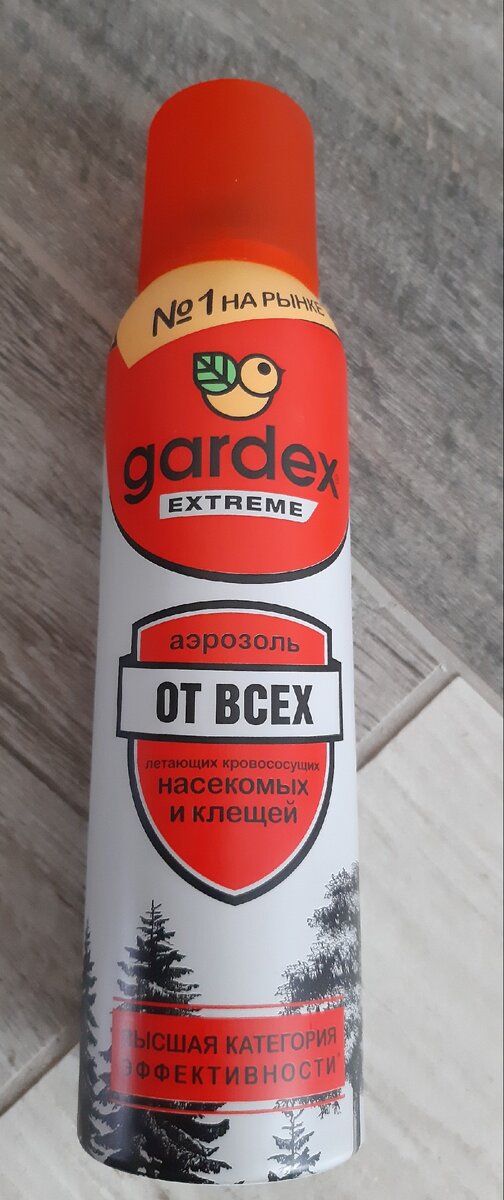 №1 НА РЫНКЕ
gardex
EXTREME
аэрозоль
ОТ ВСЕХ
летающих кровососущих
насекомых
и клещей
ВЫСШАЯ КАТЕГОРИЯ
ЭФФЕКТИВНОСТИ*